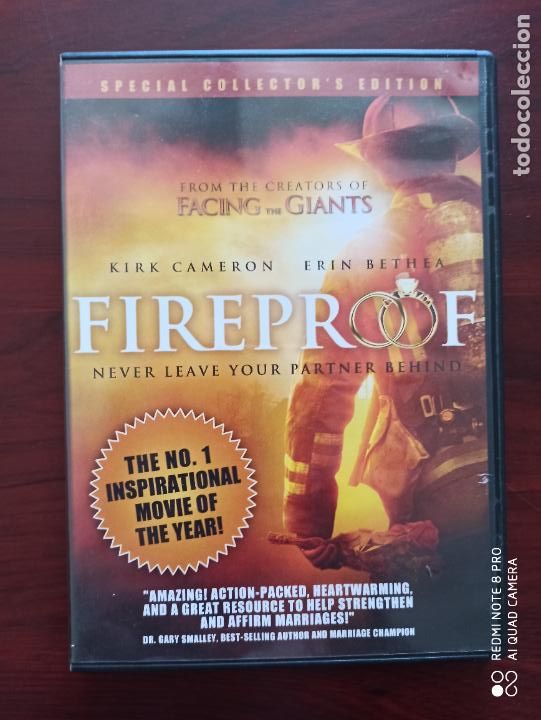 SPECIAL COLLECTOR'S EDITION
FROM THE CREATORS OF
FACING THE GIANTS
KIRK CAMERON ERIN BETHEA
FIREPROOF
NEVER LEAVE YOUR PARTNER BEHIND
THE NO. 1
INSPIRATIONAL
MOVIE OF
THE YEAR!
"AMAZING! ACTION-PACKED, HEARTWARMING,
AND A GREAT RESOURCE TO HELP STRENGTHEN
AND AFFIRM MARRIAGES!"
DR. GARY SMALLEY, BEST-SELLING AUTHOR AND MARRIAGE CHAMPION
todocoleccion
REDMI NOTE 8 PRO
AI QUAD CAMERA